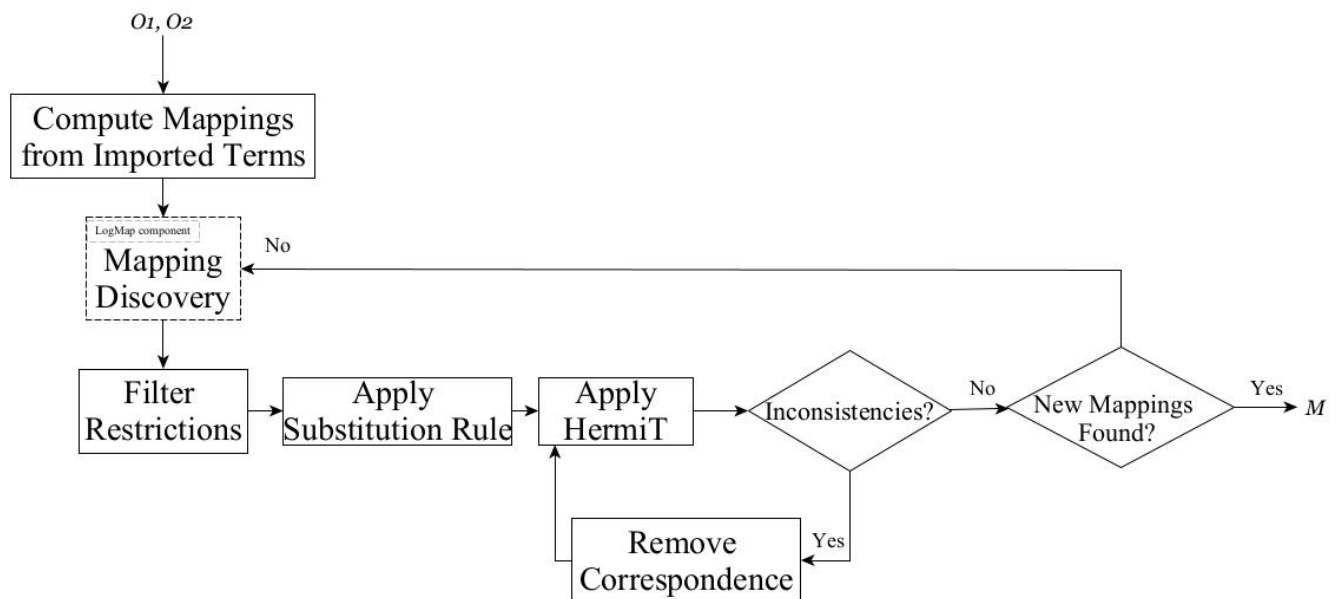 O1, O2
Compute Mappings
from Imported Terms
LogMap component
Mapping
Discovery
No
Filter
Restrictions
Apply
Substitution Rule
Apply
HermiT
Inconsistencies?
No
New Mappings
Found?
Yes
M
Yes
Remove
Correspondence